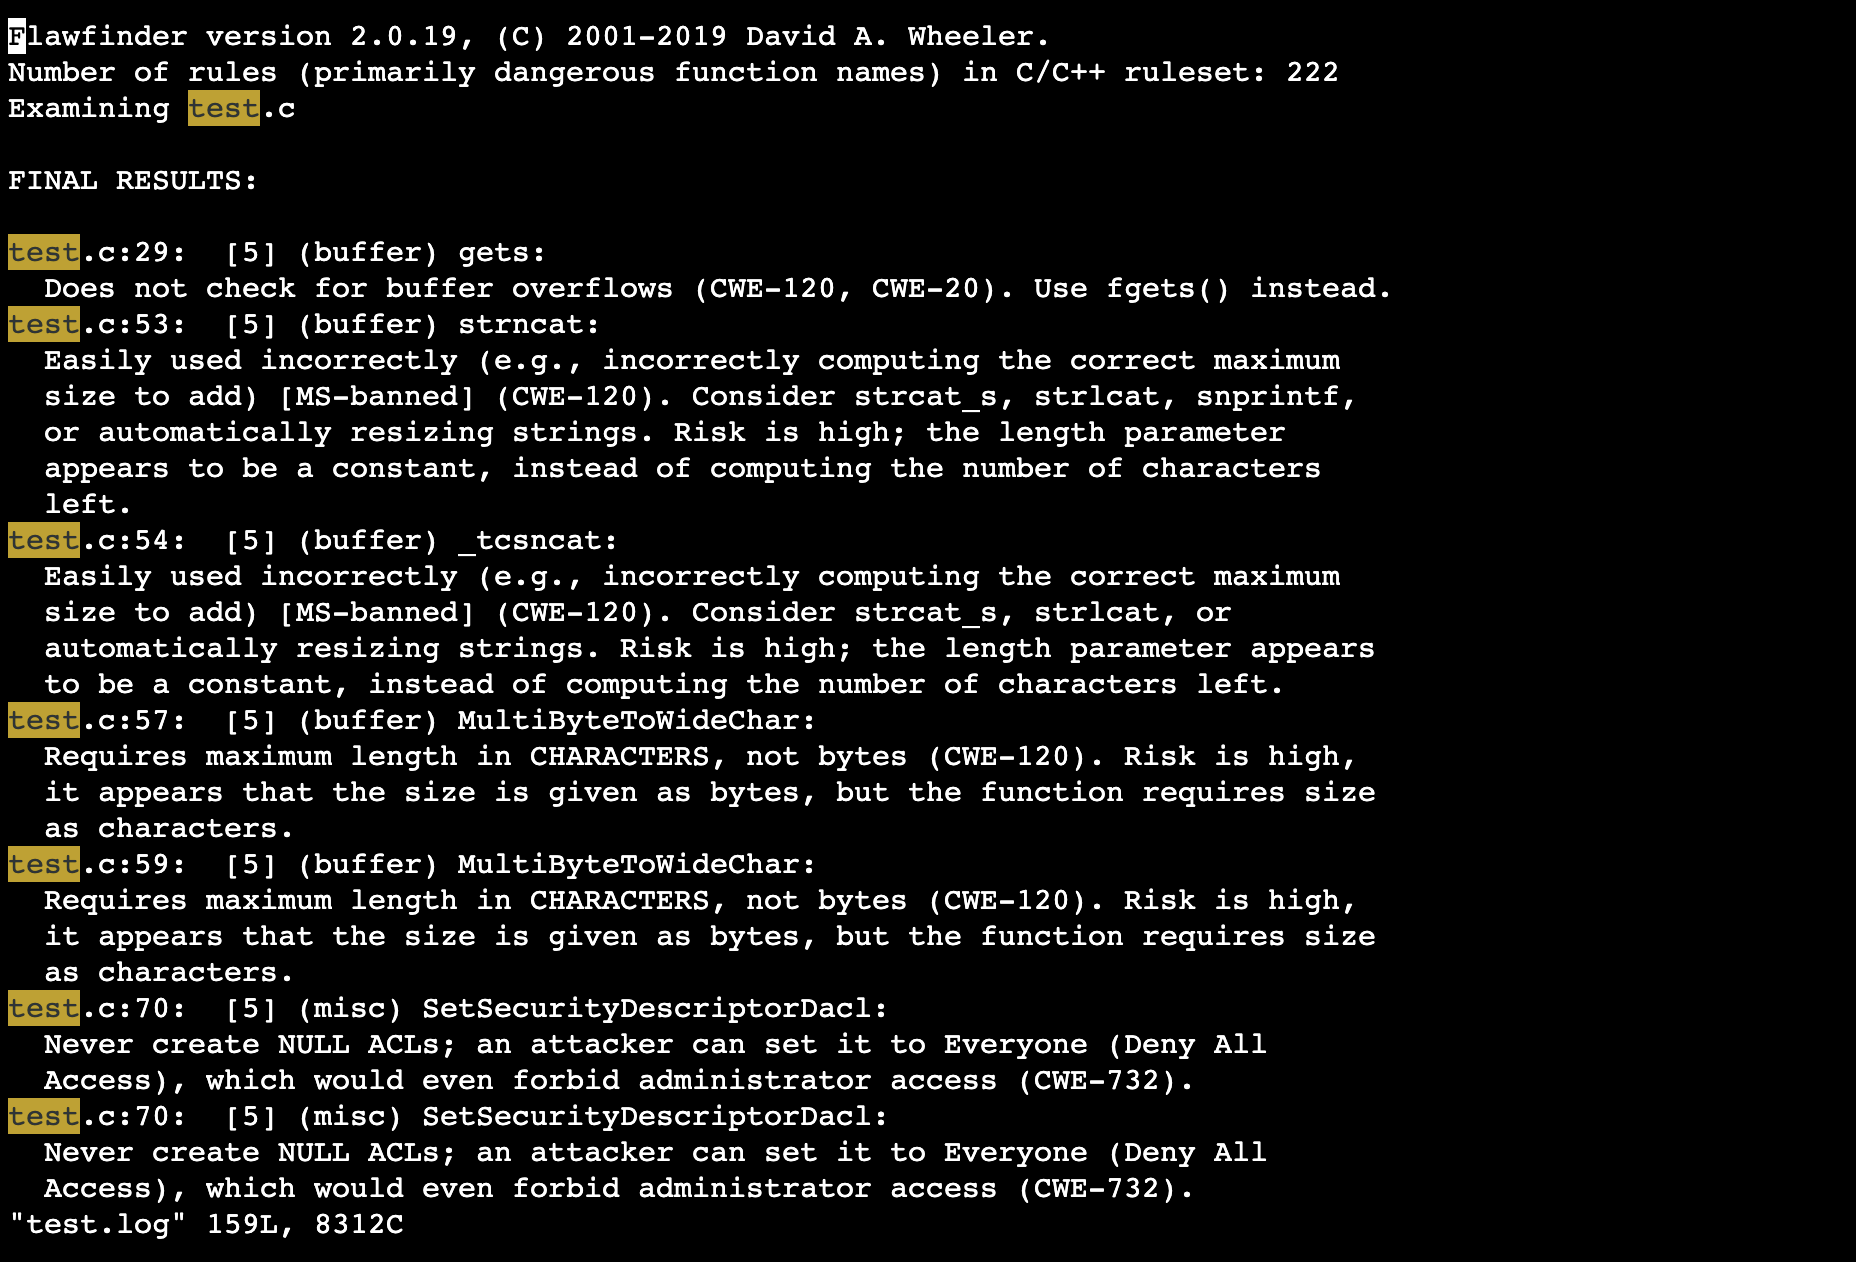 Flawfinder version 2.0.19, (C) 2001-2019 David A. Wheeler.
Number of rules (primarily dangerous function names) in C/C++ ruleset: 222
Examining test.c
FINAL RESULTS:
test.c:29:  [5] (buffer) gets:
  Does not check for buffer overflows (CWE-120, CWE-20). Use fgets() instead.
test.c:53:  [5] (buffer) strncat:
  Easily used incorrectly (e.g., incorrectly computing the correct maximum
  size to add) [MS-banned] (CWE-120). Consider strcat_s, strlcat, snprintf,
  or automatically resizing strings. Risk is high; the length parameter
  appears to be a constant, instead of computing the number of characters
  left.
test.c:54:  [5] (buffer) _tcsncat:
  Easily used incorrectly (e.g., incorrectly computing the correct maximum
  size to add) [MS-banned] (CWE-120). Consider strcat_s, strlcat, or
  automatically resizing strings. Risk is high; the length parameter appears
  to be a constant, instead of computing the number of characters left.
test.c:57:  [5] (buffer) MultiByteToWideChar:
  Requires maximum length in CHARACTERS, not bytes (CWE-120). Risk is high,
  it appears that the size is given as bytes, but the function requires size
  as characters.
test.c:59:  [5] (buffer) MultiByteToWideChar:
  Requires maximum length in CHARACTERS, not bytes (CWE-120). Risk is high,
  it appears that the size is given as bytes, but the function requires size
  as characters.
test.c:70:  [5] (misc) SetSecurityDescriptorDacl:
  Never create NULL ACLs; an attacker can set it to Everyone (Deny All
  Access), which would even forbid administrator access (CWE-732).
test.c:70:  [5] (misc) SetSecurityDescriptorDacl:
  Never create NULL ACLs; an attacker can set it to Everyone (Deny All
  Access), which would even forbid administrator access (CWE-732).
"test.log" 159L, 8312C